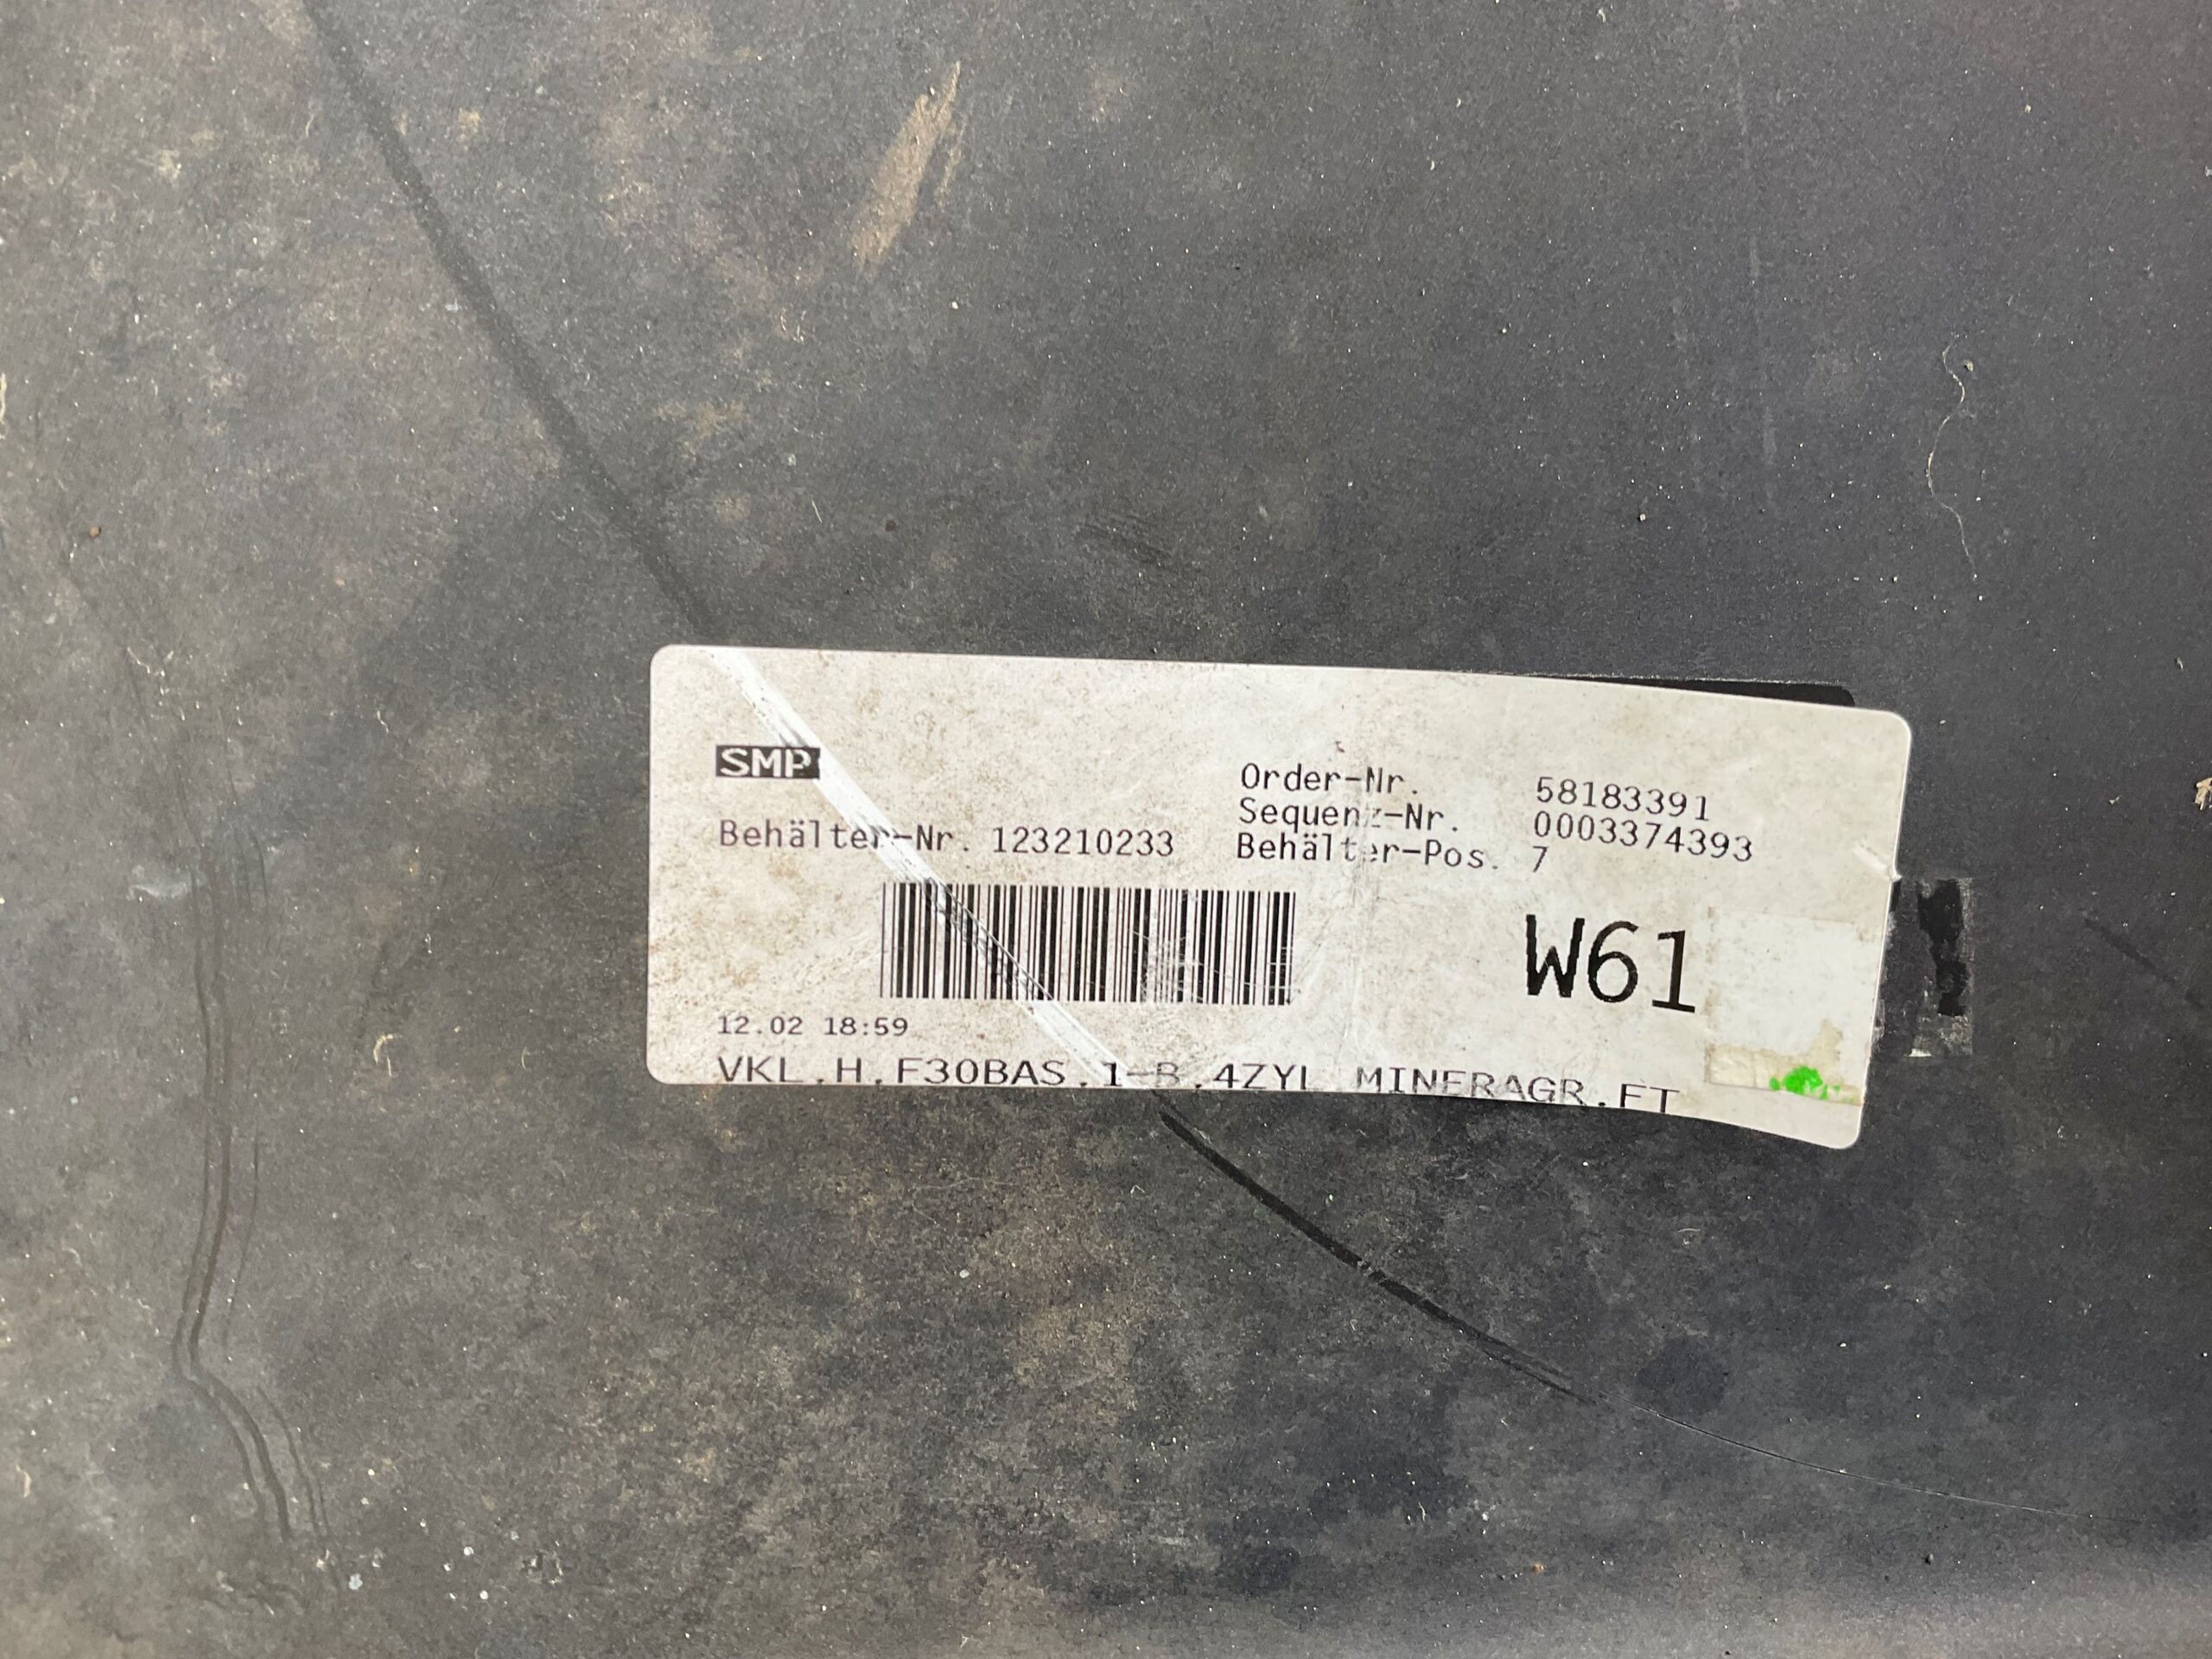 SMP
Behälter-Nr. 123210233
Order-Nr. 58183391
Sequenz-Nr. 0003374393
Behälter-Pos. 7
W61
12.02 18:59
VKL.H.F30BAS.1-B.4ZYL MINERAGR.ET